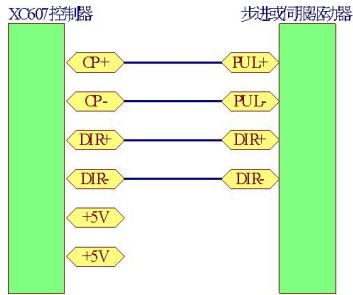 XC607控制器 步进或伺服驱动器
CP+ PUL+
CP- PUL-
DIR+ DIR+
DIR- DIR-
+5V
+5V